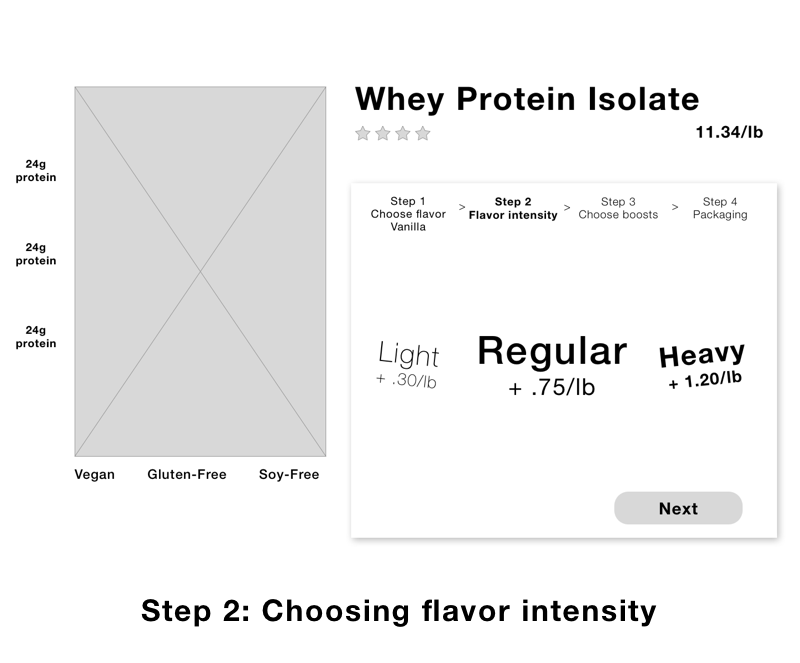 Whey Protein Isolate
11.34/lb
24g
protein
24g
protein
24g
protein
Vegan Gluten-Free Soy-Free
Step 1
Choose flavor
Vanilla
>
Step 2
Flavor intensity
>
Step 3
Choose boosts
>
Step 4
Packaging
Light
+ .30/lb
Regular
+ .75/lb
Heavy
+ 1.20/lb
Next
Step 2: Choosing flavor intensity